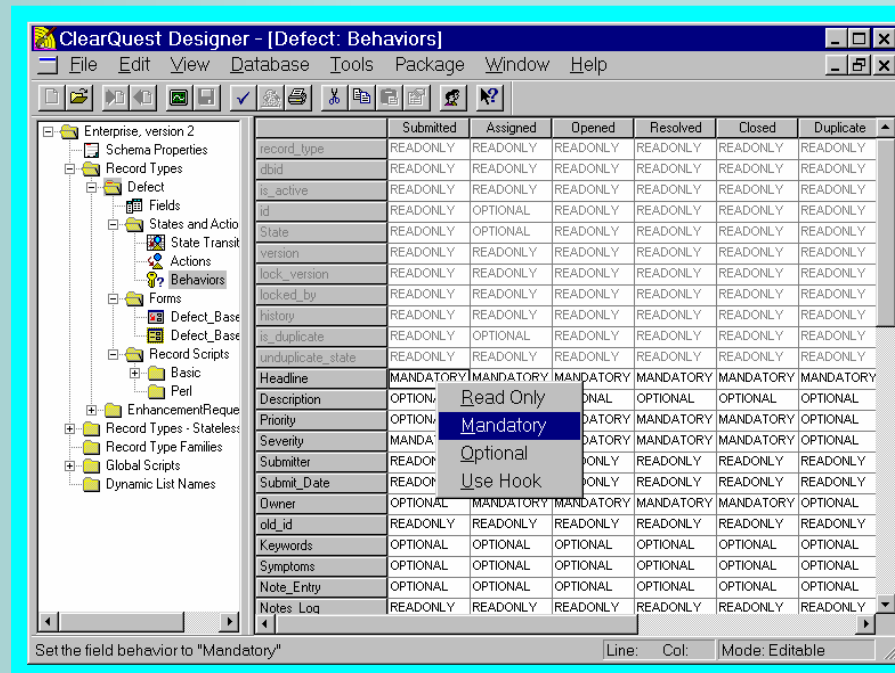 ClearQuest Designer - [Defect: Behaviors]
File Edit View Database Tools Package Window Help
Enterprise, version 2
Schema Properties
Record Types
Defect
Fields
States and Actio
State Transit
Actions
Behaviors
Forms
Defect_Base
Defect_Base
Record Scripts
Basic
Perl
EnhancementReque
Record Types - Stateless
Record Type Families
Global Scripts
Dynamic List Names
Submitted Assigned Opened Resolved Closed Duplicate
record_type READONLY READONLY READONLY READONLY READONLY READONLY
dbid READONLY READONLY READONLY READONLY READONLY READONLY
is_active READONLY READONLY READONLY READONLY READONLY READONLY
id READONLY OPTIONAL READONLY READONLY READONLY READONLY
State READONLY OPTIONAL READONLY READONLY READONLY READONLY
version READONLY READONLY READONLY READONLY READONLY READONLY
lock_version READONLY READONLY READONLY READONLY READONLY READONLY
locked_by READONLY READONLY READONLY READONLY READONLY READONLY
history READONLY READONLY READONLY READONLY READONLY READONLY
is_duplicate READONLY OPTIONAL READONLY READONLY READONLY READONLY
unduplicate_state READONLY READONLY READONLY READONLY READONLY READONLY
Headline MANDATORY MANDATORY MANDATORY MANDATORY MANDATORY MANDATORY
Description OPTION ONAL OPTIONAL OPTIONAL OPTIONAL
Priority OPTION DATORY MANDATORY MANDATORY OPTIONAL
Severity MANDA DATORY MANDATORY MANDATORY OPTIONAL
Submitter READON ONLY READONLY READONLY READONLY
Submit_Date READON ONLY READONLY READONLY READONLY
Owner OPTIONAL MANDATORY MANDATORY MANDATORY MANDATORY OPTIONAL
old_id READONLY READONLY READONLY READONLY READONLY READONLY
Keywords OPTIONAL OPTIONAL OPTIONAL OPTIONAL OPTIONAL OPTIONAL
Symptoms OPTIONAL OPTIONAL OPTIONAL OPTIONAL OPTIONAL OPTIONAL
Note_Entry OPTIONAL OPTIONAL OPTIONAL OPTIONAL OPTIONAL OPTIONAL
Notes_Log READONLY READONLY READONLY READONLY READONLY READONLY
Read Only
Mandatory
Optional
Use Hook
Set the field behavior to "Mandatory" Line: Col: Mode: Editable